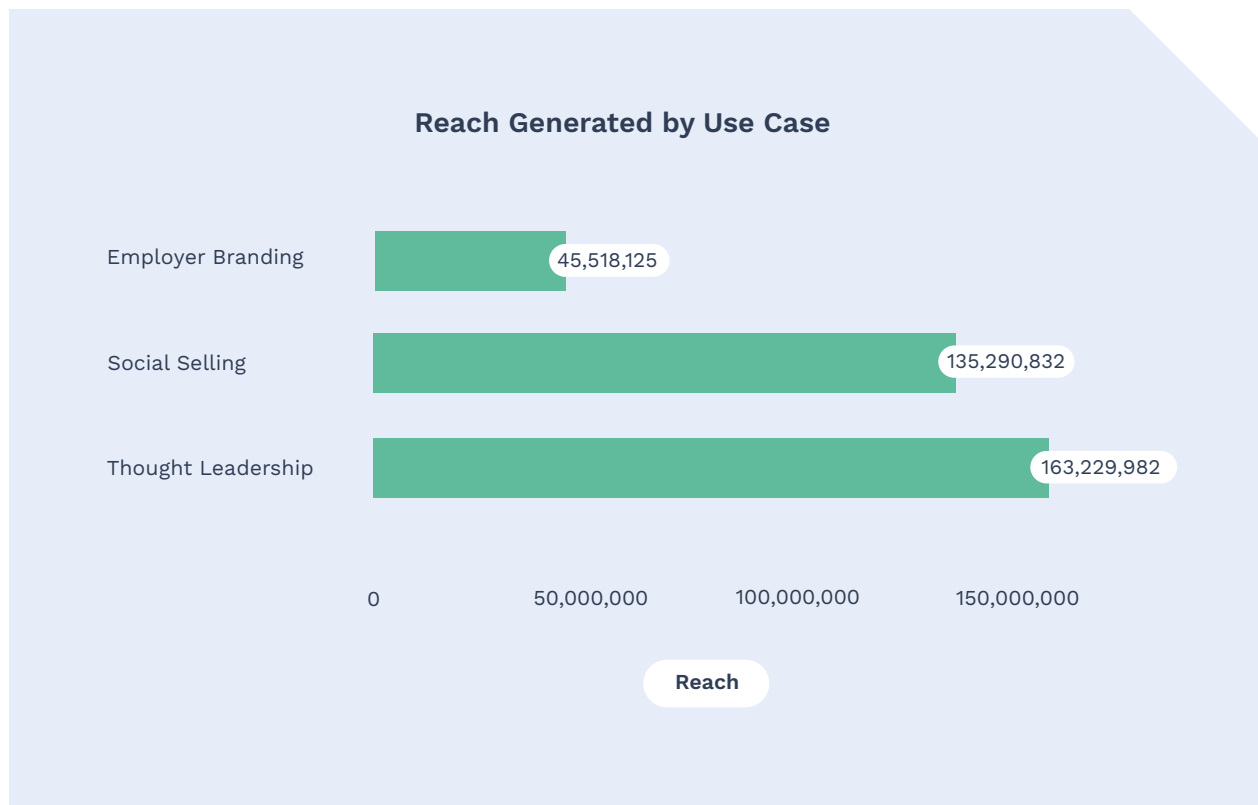 Reach Generated by Use Case
Employer Branding
45,518,125
Social Selling
135,290,832
Thought Leadership
163,229,982
0 50,000,000 100,000,000 150,000,000
Reach